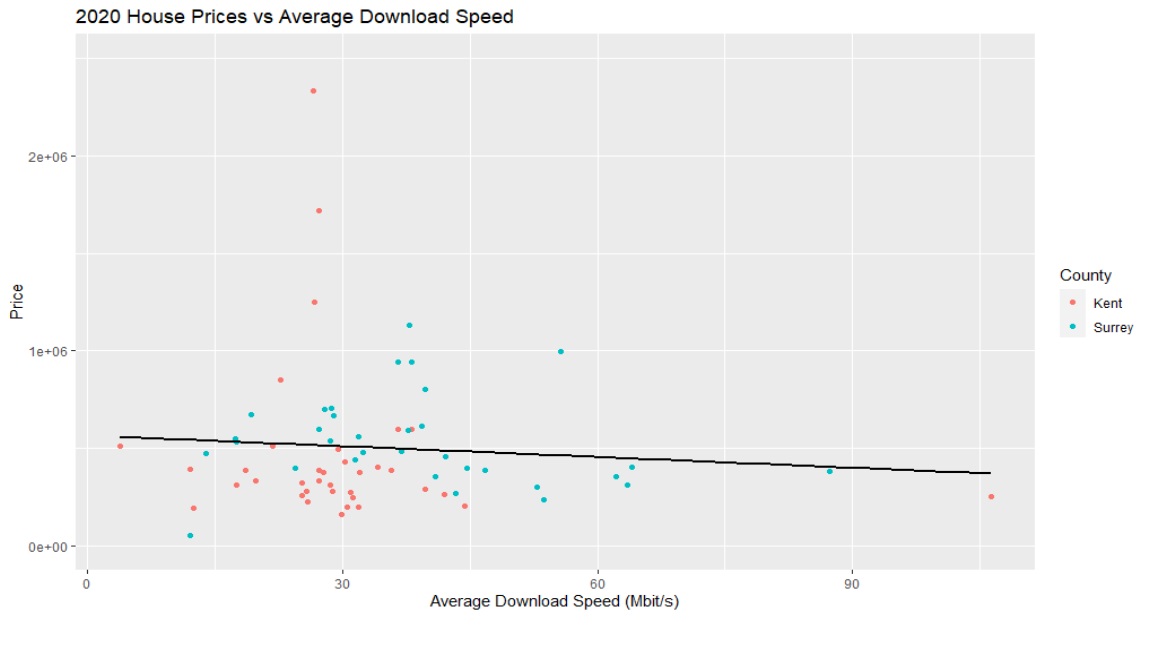 2020 House Prices vs Average Download Speed
2e+06
1e+06
0e+00
Price
0 30 60 90
Average Download Speed (Mbit/s)
County
Kent
Surrey